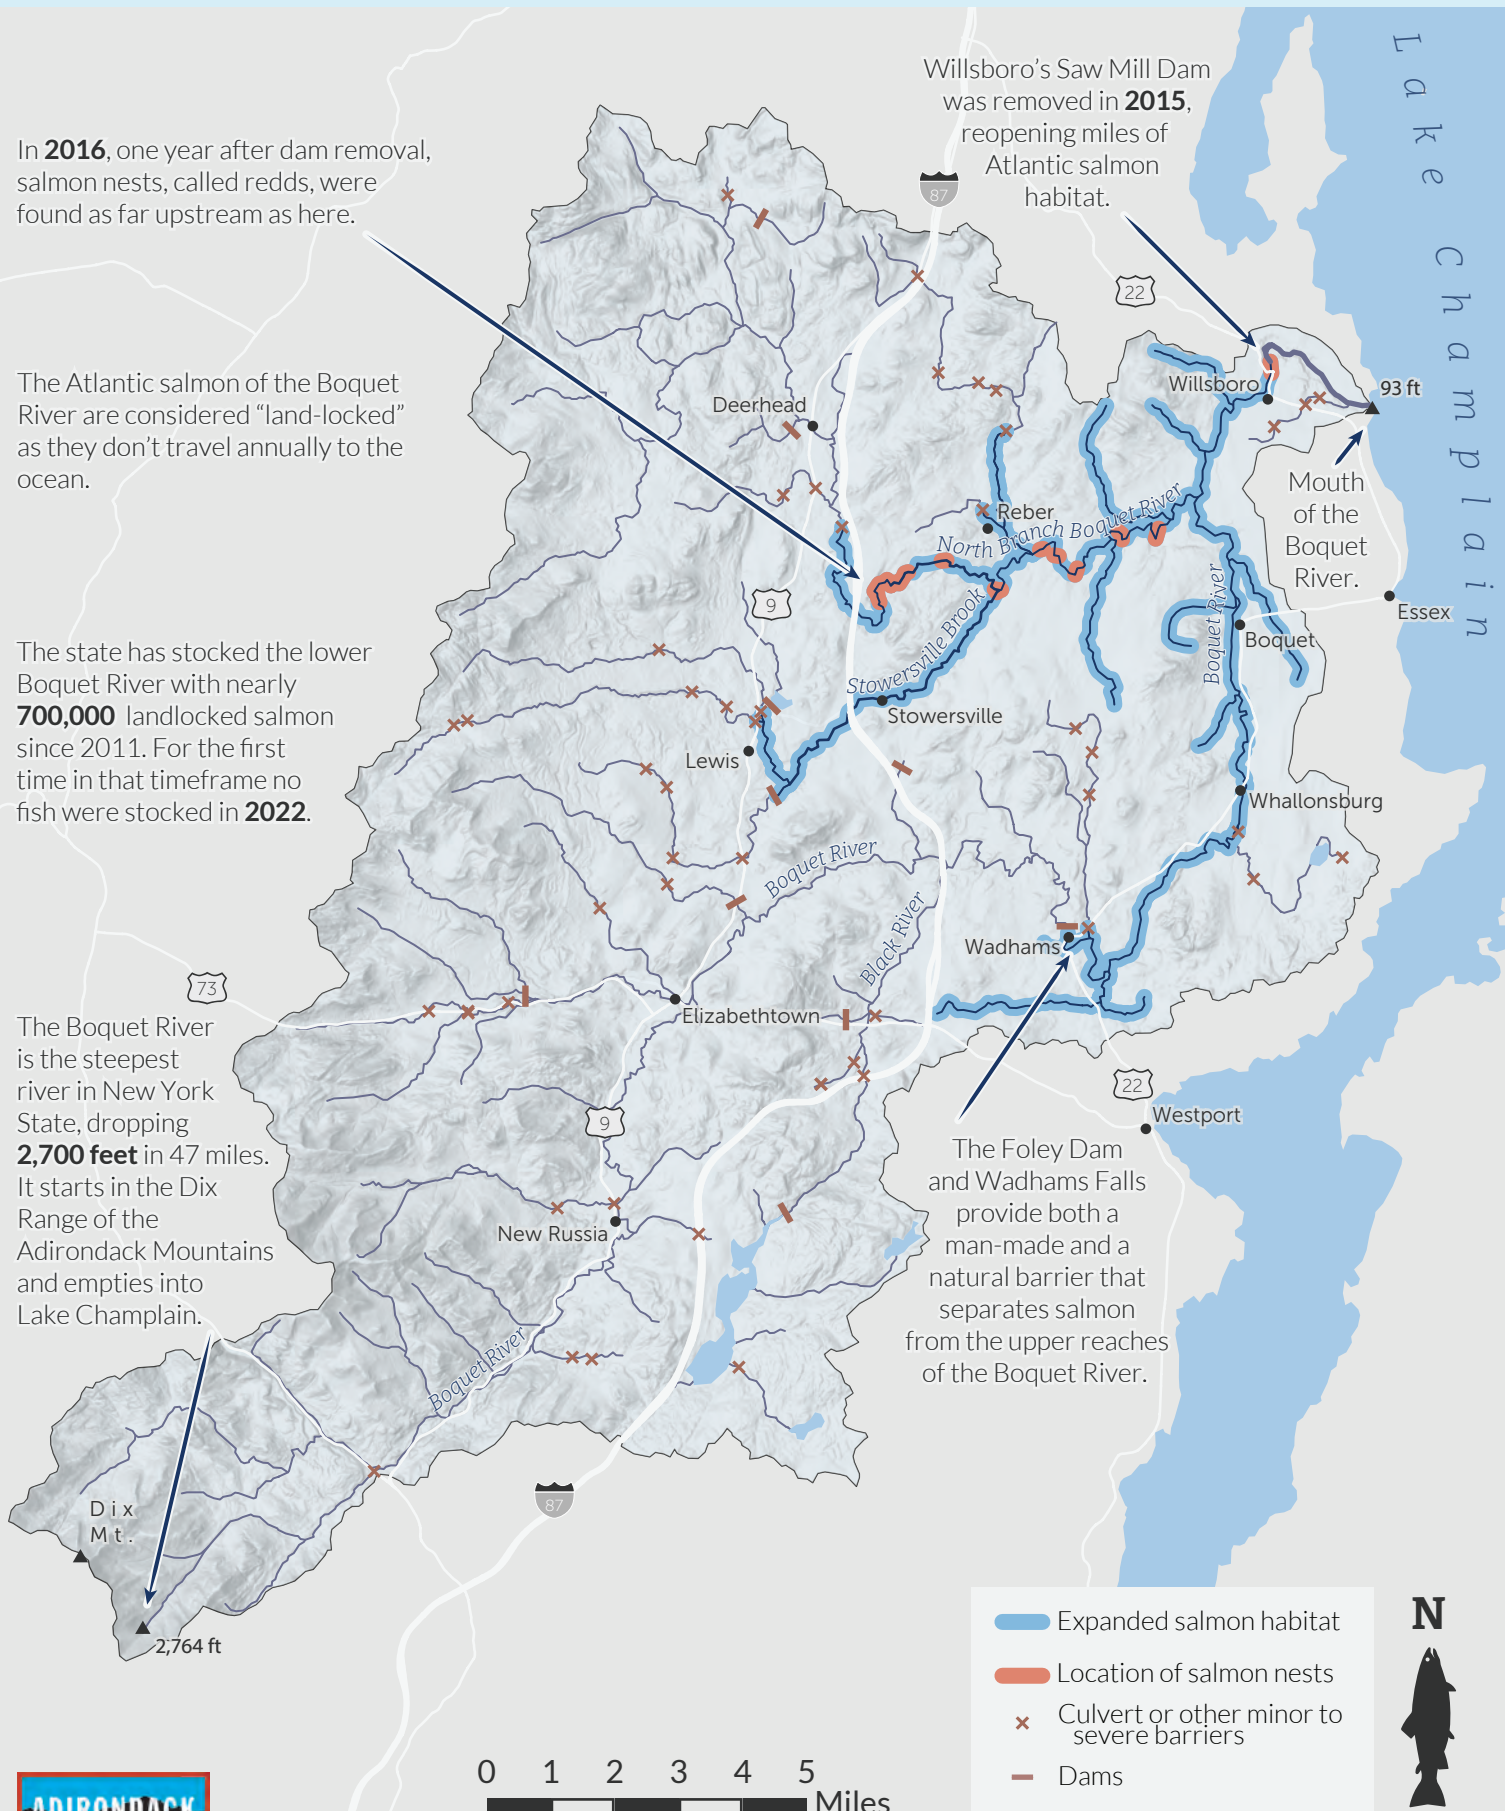 Lake Champlain
Willsboro's Saw Mill Dam
was removed in 2015,
reopening miles of
Atlantic salmon
habitat.
In 2016, one year after dam removal,
salmon nests, called redds, were
found as far upstream as here.
87
22
The Atlantic salmon of the Boquet
River are considered “land-locked”
as they don't travel annually to the
ocean.
Willsboro
93 ft
Deerhead
Mouth
of the
Boquet
River.
Reber
North Branch Boquet River
9
Essex
Boquet River
Boquet
Stowersville Brook
The state has stocked the lower
Boquet River with nearly
700,000 landlocked salmon
since 2011. For the first
time in that timeframe no
fish were stocked in 2022.
Stowersville
Lewis
Whallonsburg
Boquet River
Black River
Wadhams
73
Elizabethtown
The Boquet River
is the steepest
river in New York
State, dropping
2,700 feet in 47 miles.
It starts in the Dix
Range of the
Adirondack Mountains
and empties into
Lake Champlain.
22
Westport
9
The Foley Dam
and Wadhams Falls
provide both a
man-made and a
natural barrier that
separates salmon
from the upper reaches
of the Boquet River.
New Russia
Boquet River
87
Dix
Mt.
2,764 ft
Expanded salmon habitat
Location of salmon nests
Culvert or other minor to
severe barriers
Dams
N
0 1 2 3 4 5
Miles
ADIRONDACK